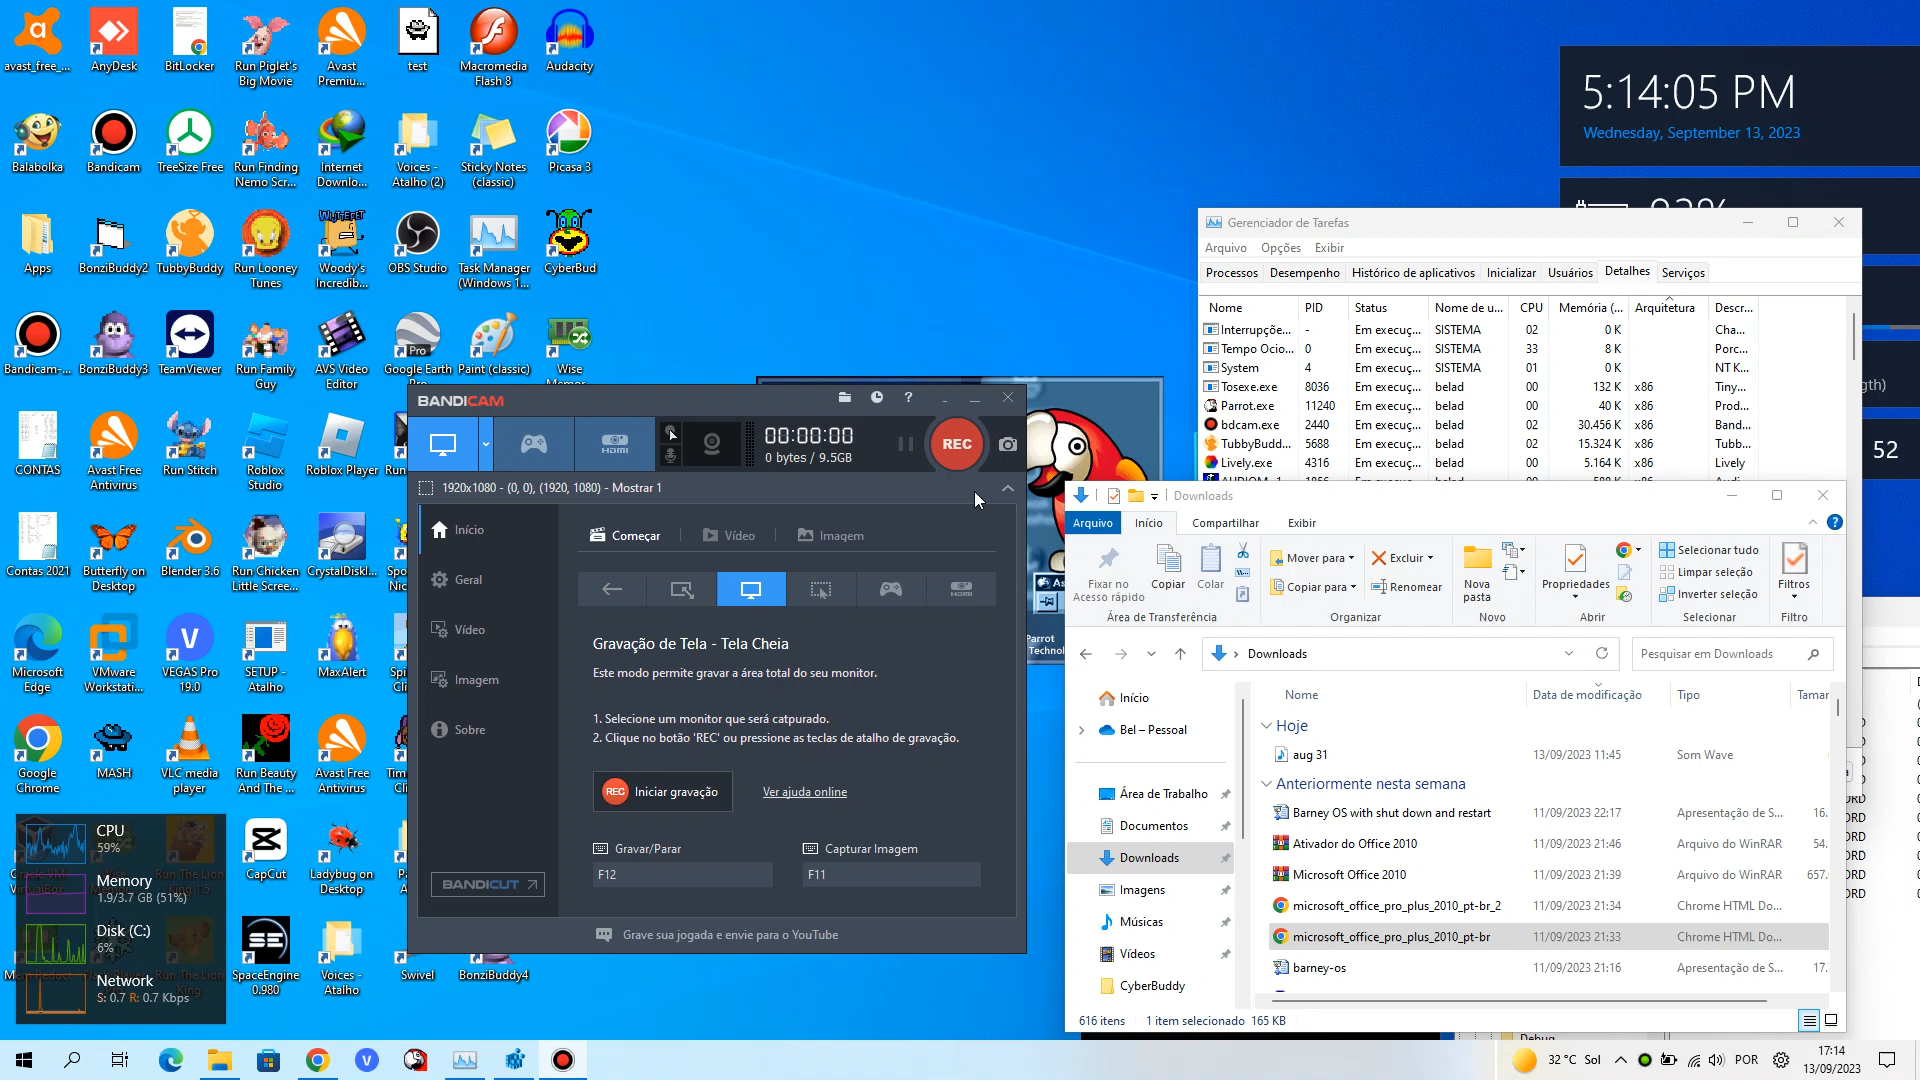 avast_free_...
AnyDesk
BitLocker
Run Piglet's
Big Movie
Avast
Premiu...
test
Macromedia
Flash 8
Audacity
Balabolka
Bandicam
TreeSize Free
Run Finding
Nemo Scr...
Internet
Downlo...
Voices -
Atalho (2)
Sticky Notes
(classic)
Picasa 3
Apps
BonziBuddy2
TubbyBuddy
Run Looney
Tunes
Woody's
Incredib...
OBS Studio
Task Manager
(Windows 1...
CyberBud
Bandicam-...
BonziBuddy3
TeamViewer
Run Family
Guy
AVS Video
Editor
Google Earth
Pro
Paint (classic)
Wise
CONTAS
Avast Free
Antivirus
Run Stitch
Roblox
Studio
Roblox Player
Contas 2021
Butterfly on
Desktop
Blender 3.6
Run Chicken
Little Scree...
CrystalDiskI...
Microsoft
Edge
VMware
Workstati...
VEGAS Pro
19.0
SETUP -
Atalho
MaxAlert
Google
Chrome
MASH
VLC media
player
Run Beauty
And The ...
Avast Free
Antivirus
CPU
59%
Memory
1.9/3.7 GB (51%)
Disk (C:)
6%
Network
S: 0.7 R: 0.7 Kbps
CapCut
Ladybug on
Desktop
SpaceEngine
0.980
Voices -
Atalho
Swivel
BonziBuddy4
5:14:05 PM
Wednesday, September 13, 2023
gth)
52
BANDICAM
?
HDMI
00:00:00
0 bytes / 9.5GB
REC
1920x1080 - (0, 0), (1920, 1080) - Mostrar 1
Início
Geral
Vídeo
Imagem
Sobre
BANDICUT
Começar
Vídeo
Imagem
HDMI
Gravação de Tela - Tela Cheia
Este modo permite gravar a área total do seu monitor.
1. Selecione um monitor que será catpurado.
2. Clique no botão 'REC' ou pressione as teclas de atalho de gravação.
REC Iniciar gravação
Ver ajuda online
Gravar/Parar
F12
Capturar Imagem
F11
Grave sua jogada e envie para o YouTube
Parrot
Technol
Gerenciador de Tarefas
Arquivo Opções Exibir
Processos Desempenho Histórico de aplicativos Inicializar Usuários Detalhes Serviços
Nome PID Status Nome de u... CPU Memória (... Arquitetura Descr...
Interrupçõe... - Em execuç... SISTEMA 02 0 K Cha...
Tempo Ocio... 0 Em execuç... SISTEMA 33 8 K Porc...
System 4 Em execuç... SISTEMA 01 0 K NT K...
Tosexe.exe 8036 Em execuç... belad 00 132 K x86 Tiny...
Parrot.exe 11240 Em execuç... belad 00 40 K x86 Prod...
bdcam.exe 2440 Em execuç... belad 02 30.456 K x86 Band...
TubbyBudd... 5688 Em execuç... belad 02 15.324 K x86 Tubb...
Lively.exe 4316 Em execuç... belad 00 5.164 K x86 Lively
Downloads
Arquivo Início Compartilhar Exibir
Fixar no
Acesso rápido
Copiar
Colar
Mover para
Copiar para
Excluir
Renomear
Nova
pasta
Propriedades
Selecionar tudo
Limpar seleção
Inverter seleção
Filtros
Área de Transferência Organizar Novo Abrir Selecionar Filtro
Downloads
Pesquisar em Downloads
Início
Bel – Pessoal
Área de Trabalho
Documentos
Downloads
Imagens
Músicas
Vídeos
CyberBuddy
Nome Data de modificação Tipo Tamar
Hoje
aug 31 13/09/2023 11:45 Som Wave
Anteriormente nesta semana
Barney OS with shut down and restart 11/09/2023 22:17 Apresentação de S... 16.
Ativador do Office 2010 11/09/2023 21:46 Arquivo do WinRAR 54.
Microsoft Office 2010 11/09/2023 21:39 Arquivo do WinRAR 657.
microsoft_office_pro_plus_2010_pt-br_2 11/09/2023 21:34 Chrome HTML Do...
microsoft_office_pro_plus_2010_pt-br 11/09/2023 21:33 Chrome HTML Do...
barney-os 11/09/2023 21:16 Apresentação de S... 17.
616 itens 1 item selecionado 165 KB
32°C Sol
POR
17:14
13/09/2023